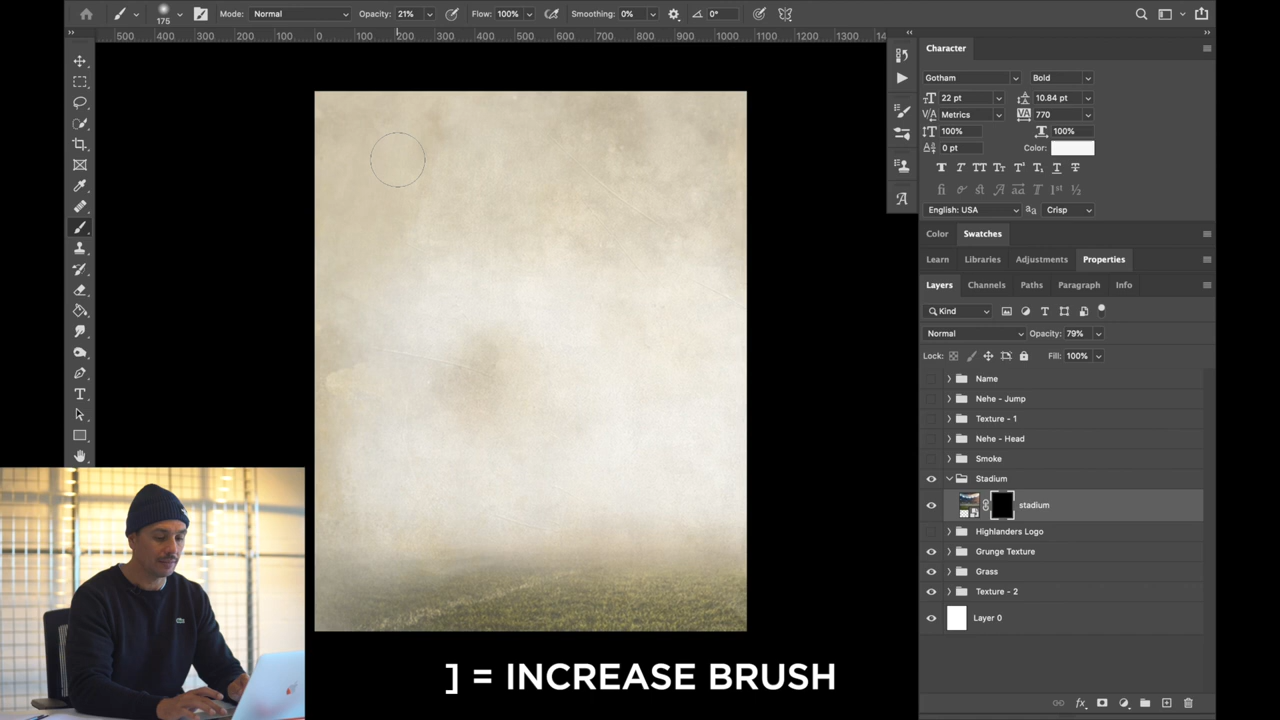 175
Mode: Normal
Opacity: 21%
Flow: 100%
Smoothing: 0%
0°
500 400 300 200 100 0 100 200 300 400 500 600 700 800 900 1000 1100 1200 1300
Character
Gotham Bold
22 pt 10.84 pt
Metrics 770
100% 100%
0 pt Color:
English: USA Crisp
Color Swatches
Learn Libraries Adjustments Properties
Layers Channels Paths Paragraph Info
Kind
Normal Opacity: 79%
Lock: Fill: 100%
Name
Nehe - Jump
Texture - 1
Nehe - Head
Smoke
Stadium
stadium
Highlanders Logo
Grunge Texture
Grass
Texture - 2
Layer 0
] = INCREASE BRUSH